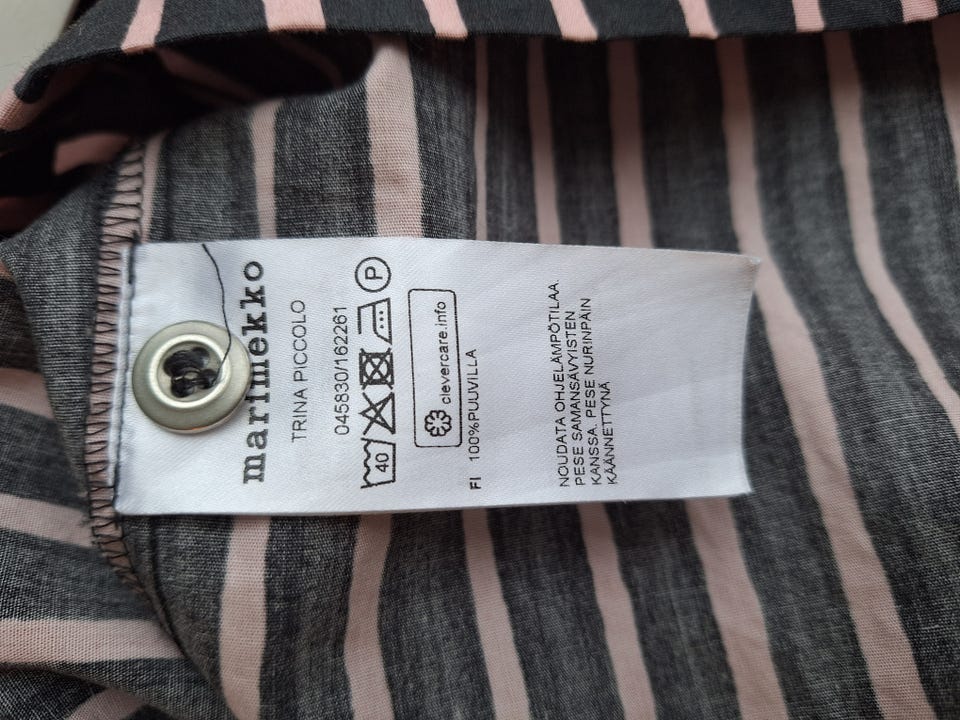 marimekko
TRINA PICCOLO
045830/162261
40 P
clevercare.info
FI 100%PUUVILLA
NOUDATA OHJELÄMPÖTILAA.
PESE SAMANSÄVYISTEN
KANSSA. PESE NURINPÄIN
KÄÄNNETTYNÄ